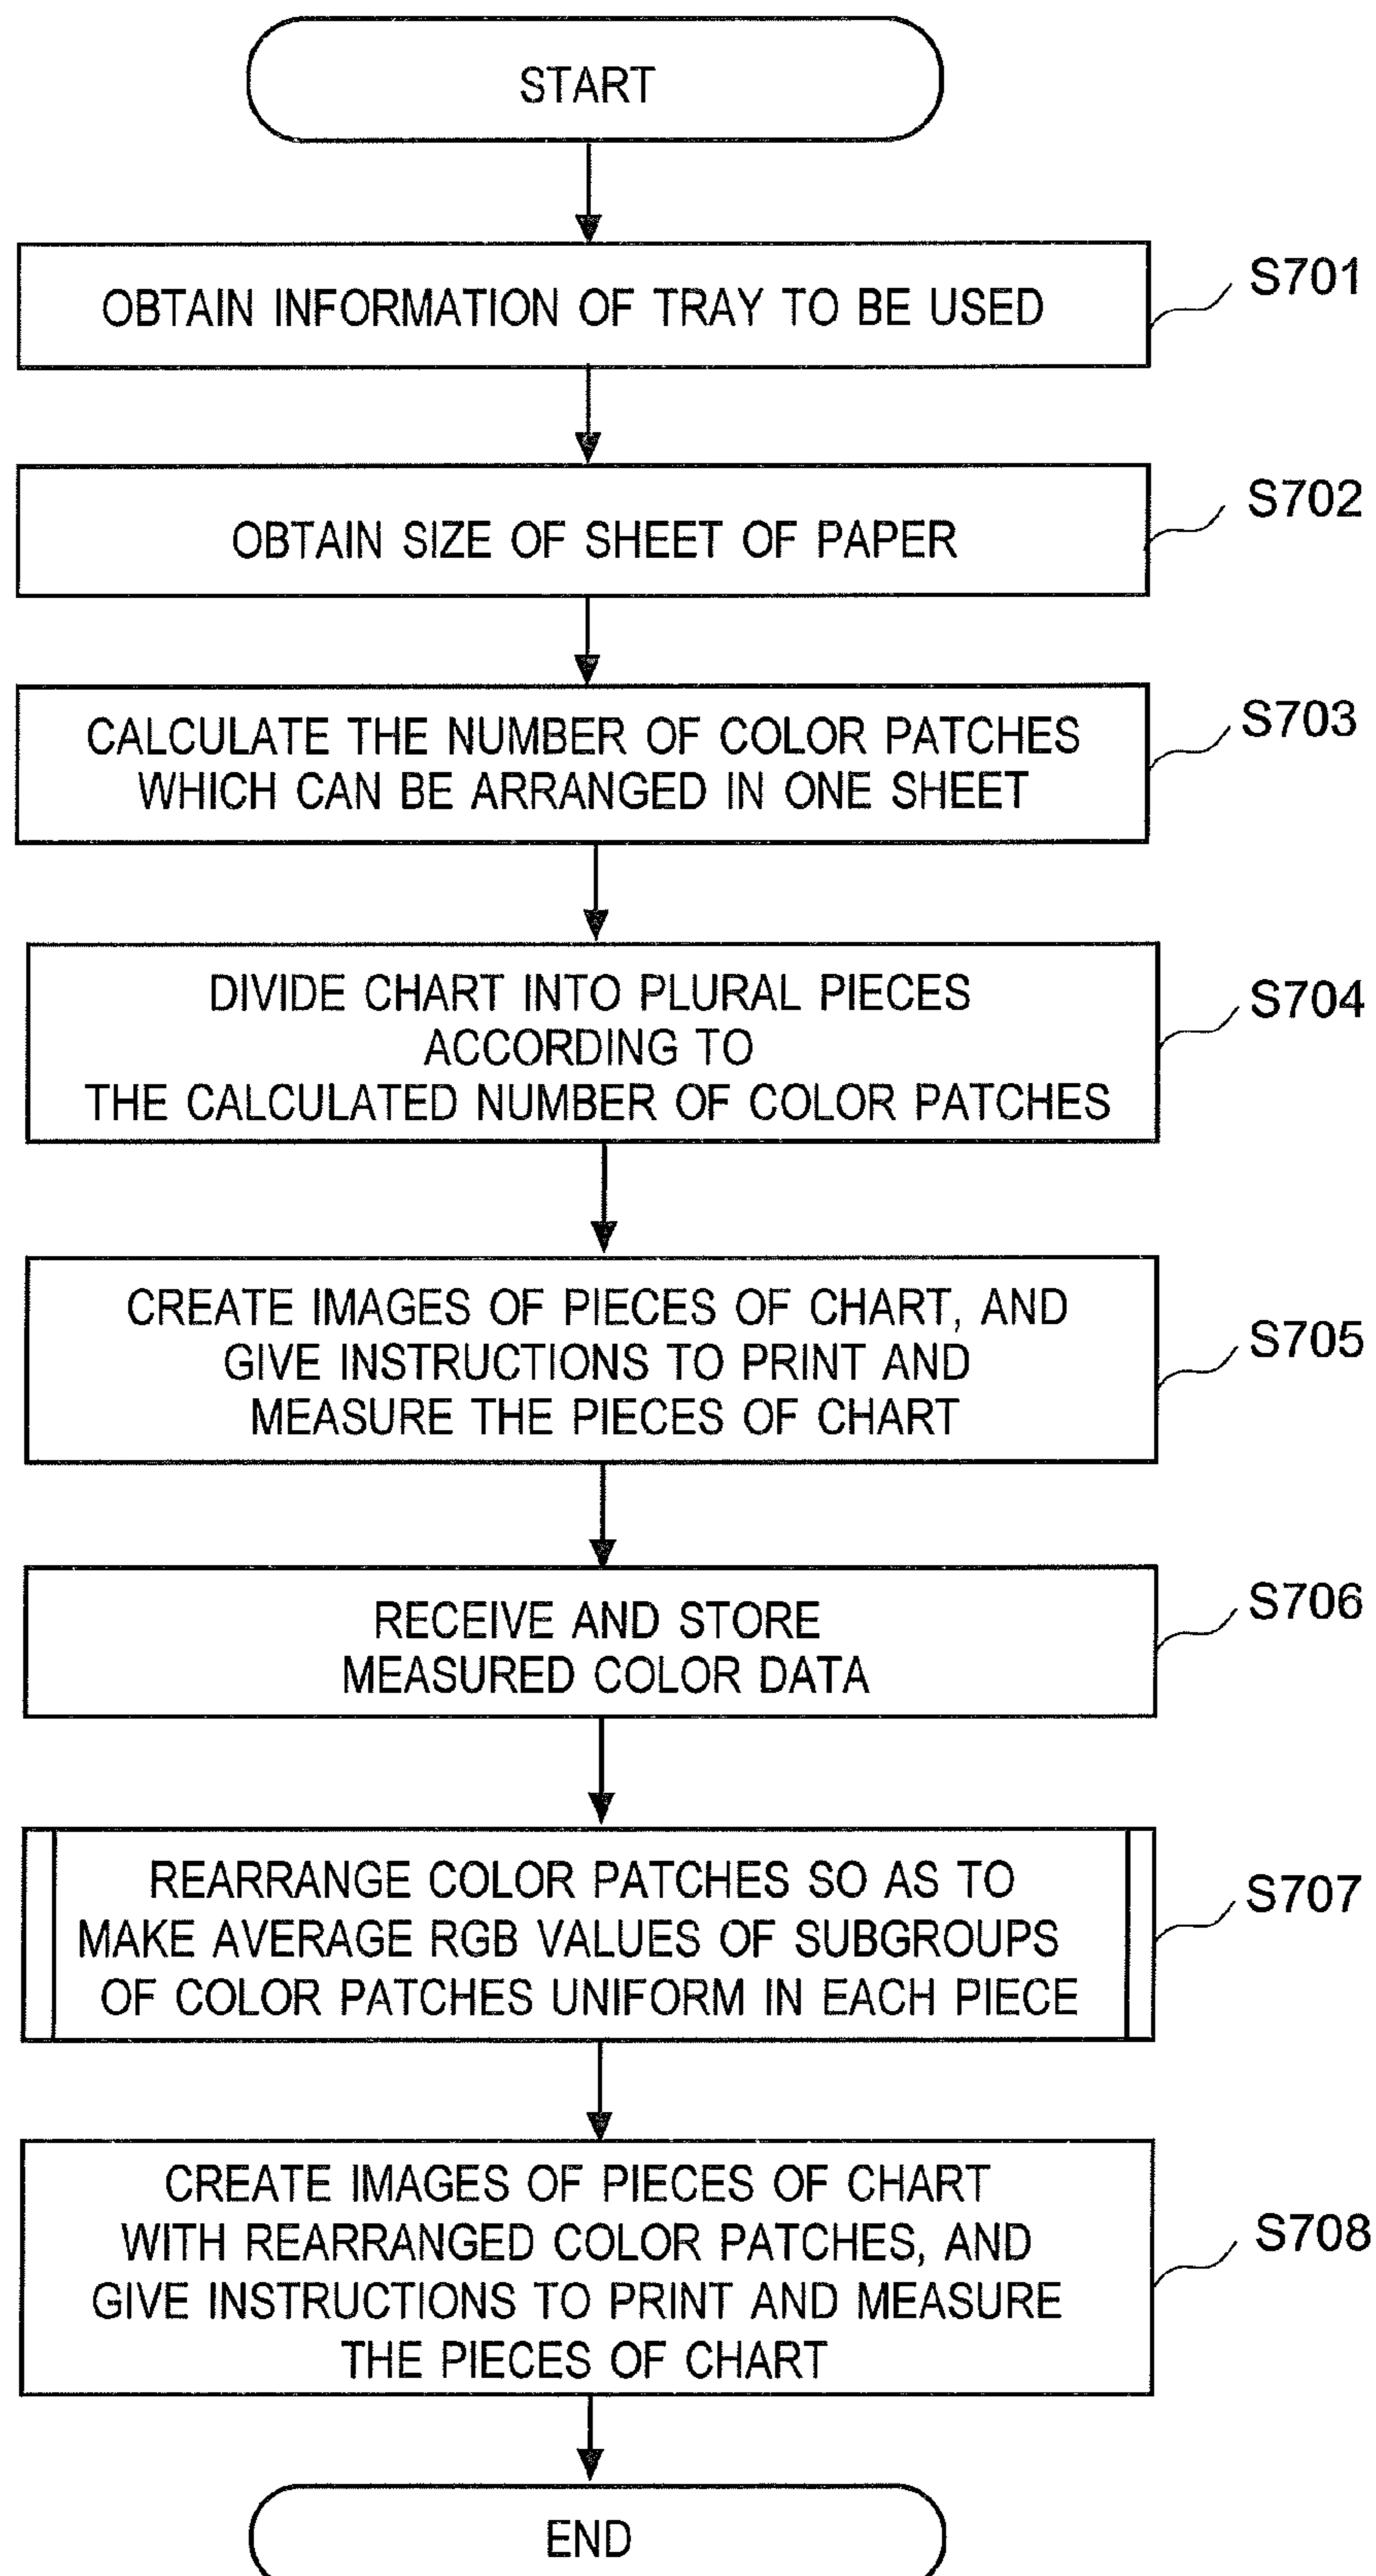 START
OBTAIN INFORMATION OF TRAY TO BE USED
S701
OBTAIN SIZE OF SHEET OF PAPER
S702
CALCULATE THE NUMBER OF COLOR PATCHES
WHICH CAN BE ARRANGED IN ONE SHEET
S703
DIVIDE CHART INTO PLURAL PIECES
ACCORDING TO
THE CALCULATED NUMBER OF COLOR PATCHES
S704
CREATE IMAGES OF PIECES OF CHART, AND
GIVE INSTRUCTIONS TO PRINT AND
MEASURE THE PIECES OF CHART
S705
RECEIVE AND STORE
MEASURED COLOR DATA
S706
REARRANGE COLOR PATCHES SO AS TO
MAKE AVERAGE RGB VALUES OF SUBGROUPS
OF COLOR PATCHES UNIFORM IN EACH PIECE
S707
CREATE IMAGES OF PIECES OF CHART
WITH REARRANGED COLOR PATCHES, AND
GIVE INSTRUCTIONS TO PRINT AND MEASURE
THE PIECES OF CHART
S708
END